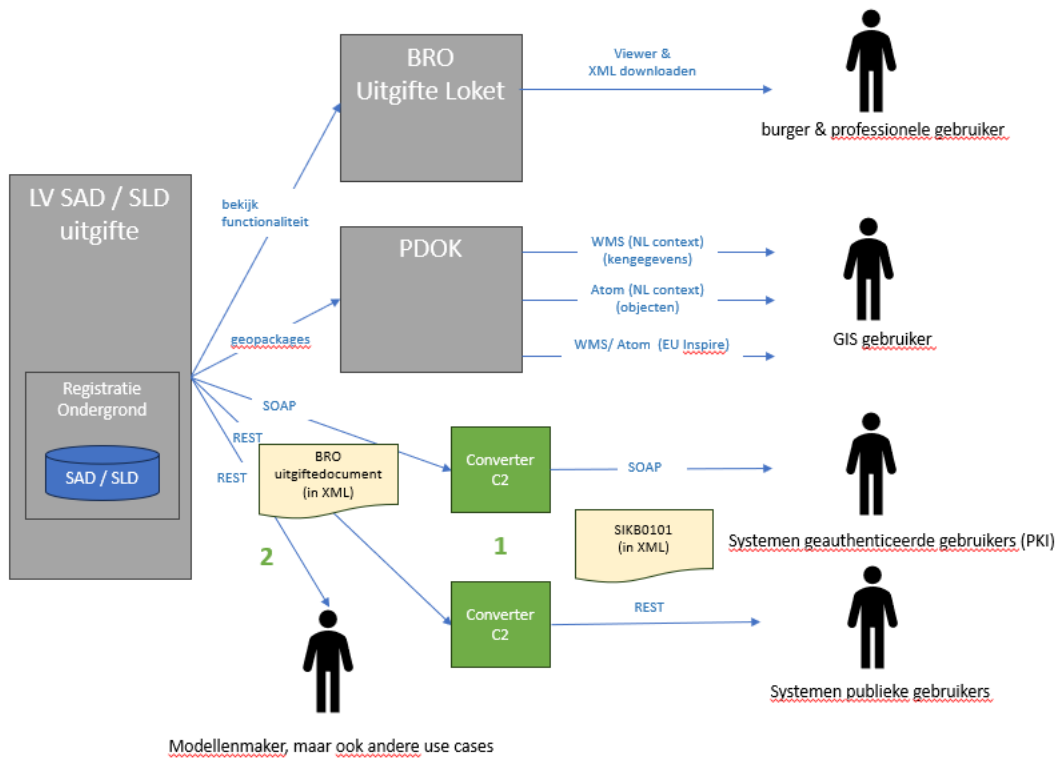 BRO
Uitgifte Loket
Viewer &
XML downloaden
burger & professionele gebruiker
LV SAD / SLD
uitgifte
bekijk
functionaliteit
PDOK
WMS (NL context)
(kengegevens)
Atom (NL context)
(objecten)
WMS/ Atom (EU Inspire)
GIS gebruiker
geopackages
Registratie
Ondergrond
SAD / SLD
SOAP
REST
REST
BRO
uitgiftedocument
(in XML)
Converter
C2
SOAP
Systemen geauthenticeerde gebruikers (PKI)
1
2
SIKB0101
(in XML)
Converter
C2
REST
Systemen publieke gebruikers
Modellenmaker, maar ook andere use cases